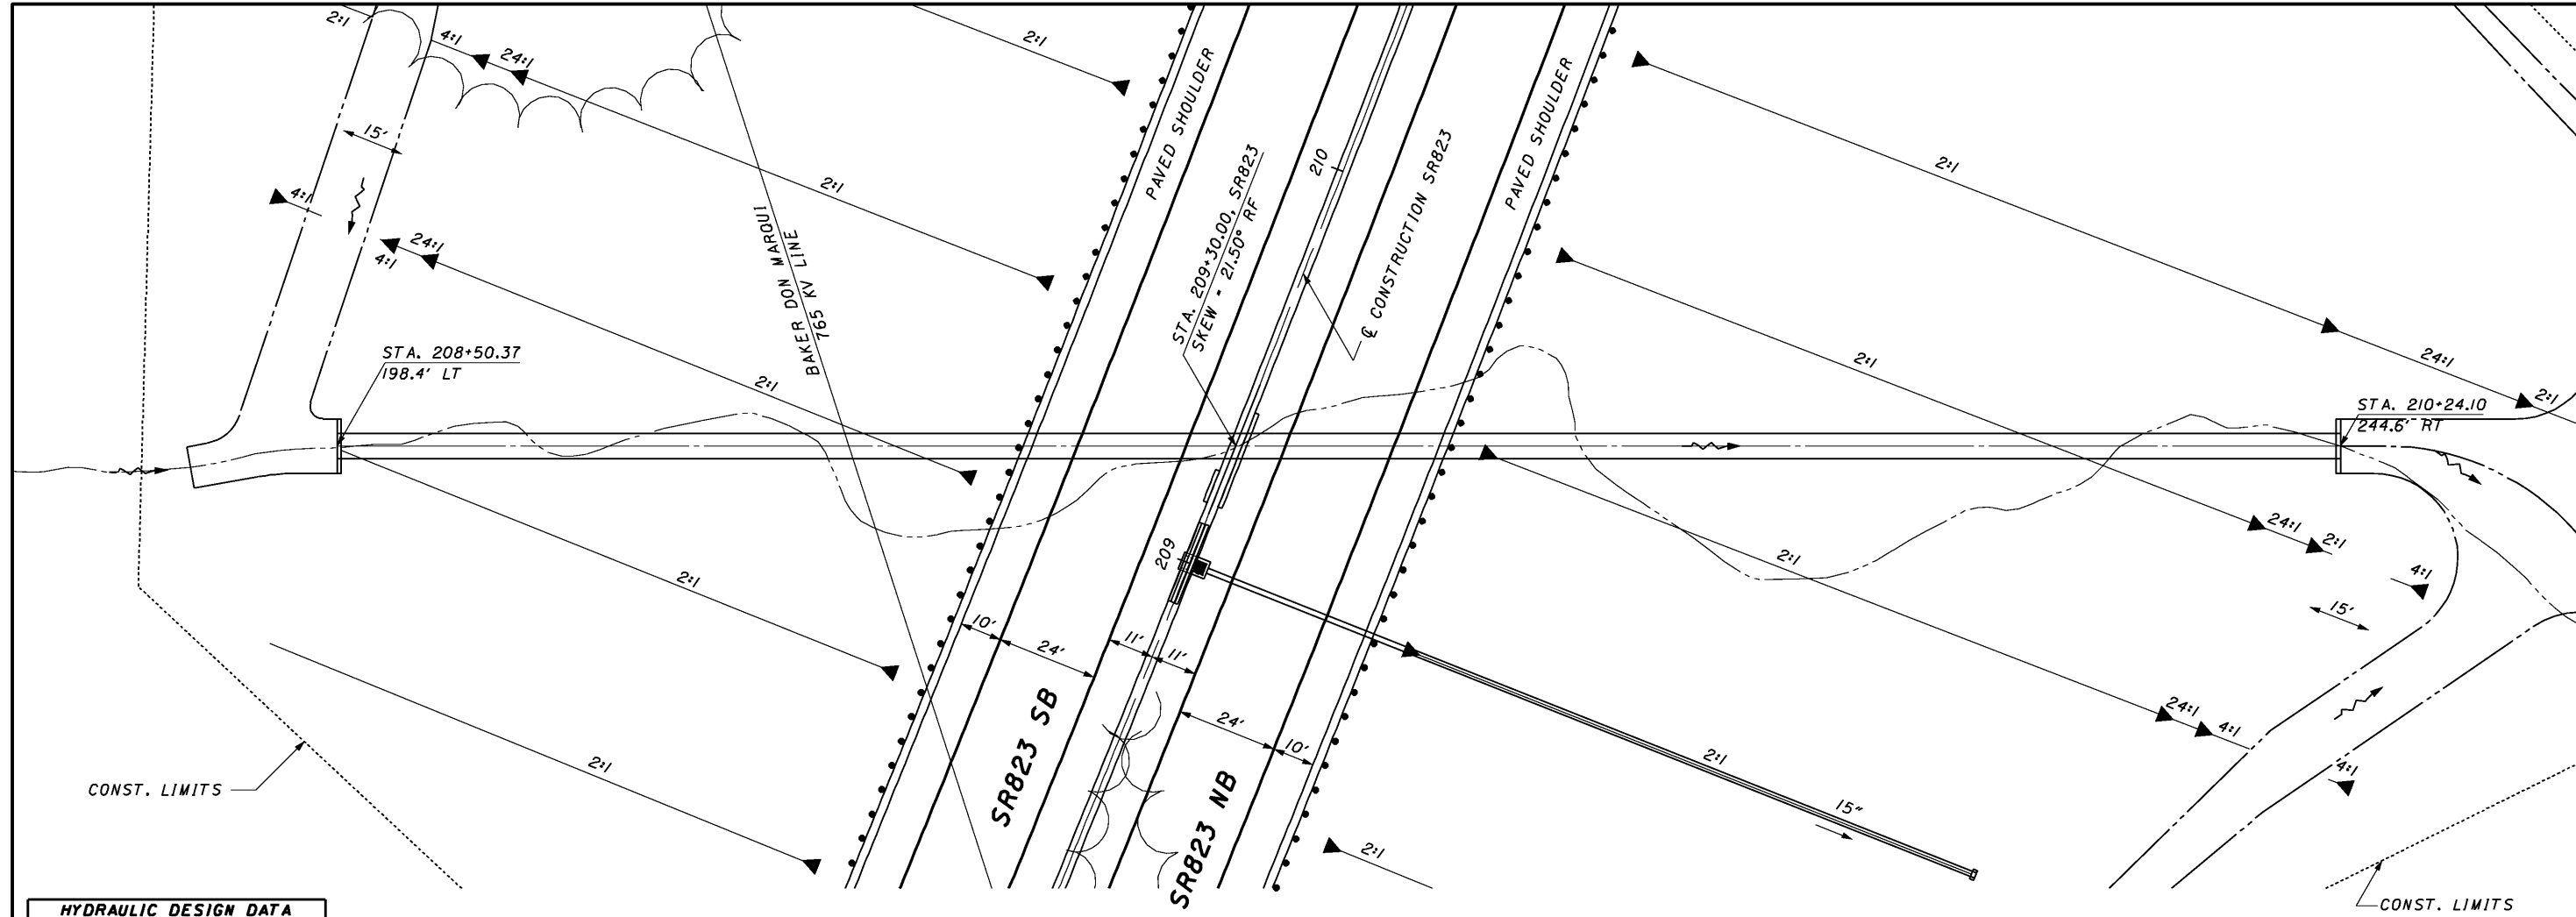 2:1
4:1
24:1
2:1
PAVED SHOULDER
PAVED SHOULDER
15'
4:1
2:1
210
2:1
STA. 209+30.00, SR823
SKEW - 21.50° RF
℄ CONSTRUCTION SR823
24:1
4:1
BAKER DON MARQUI
765 KV LINE
STA. 208+50.37
198.4' LT
2:1
2:1
24:1
2:1
STA. 210+24.10
244.6' RT
209
2:1
2:1
24:1
2:1
4:1
15'
10'
24'
11'
11'
24'
10'
SR823 SB
SR823 NB
2:1
2:1
15"
24:1
4:1
4:1
2:1
CONST. LIMITS
CONST. LIMITS
HYDRAULIC DESIGN DATA